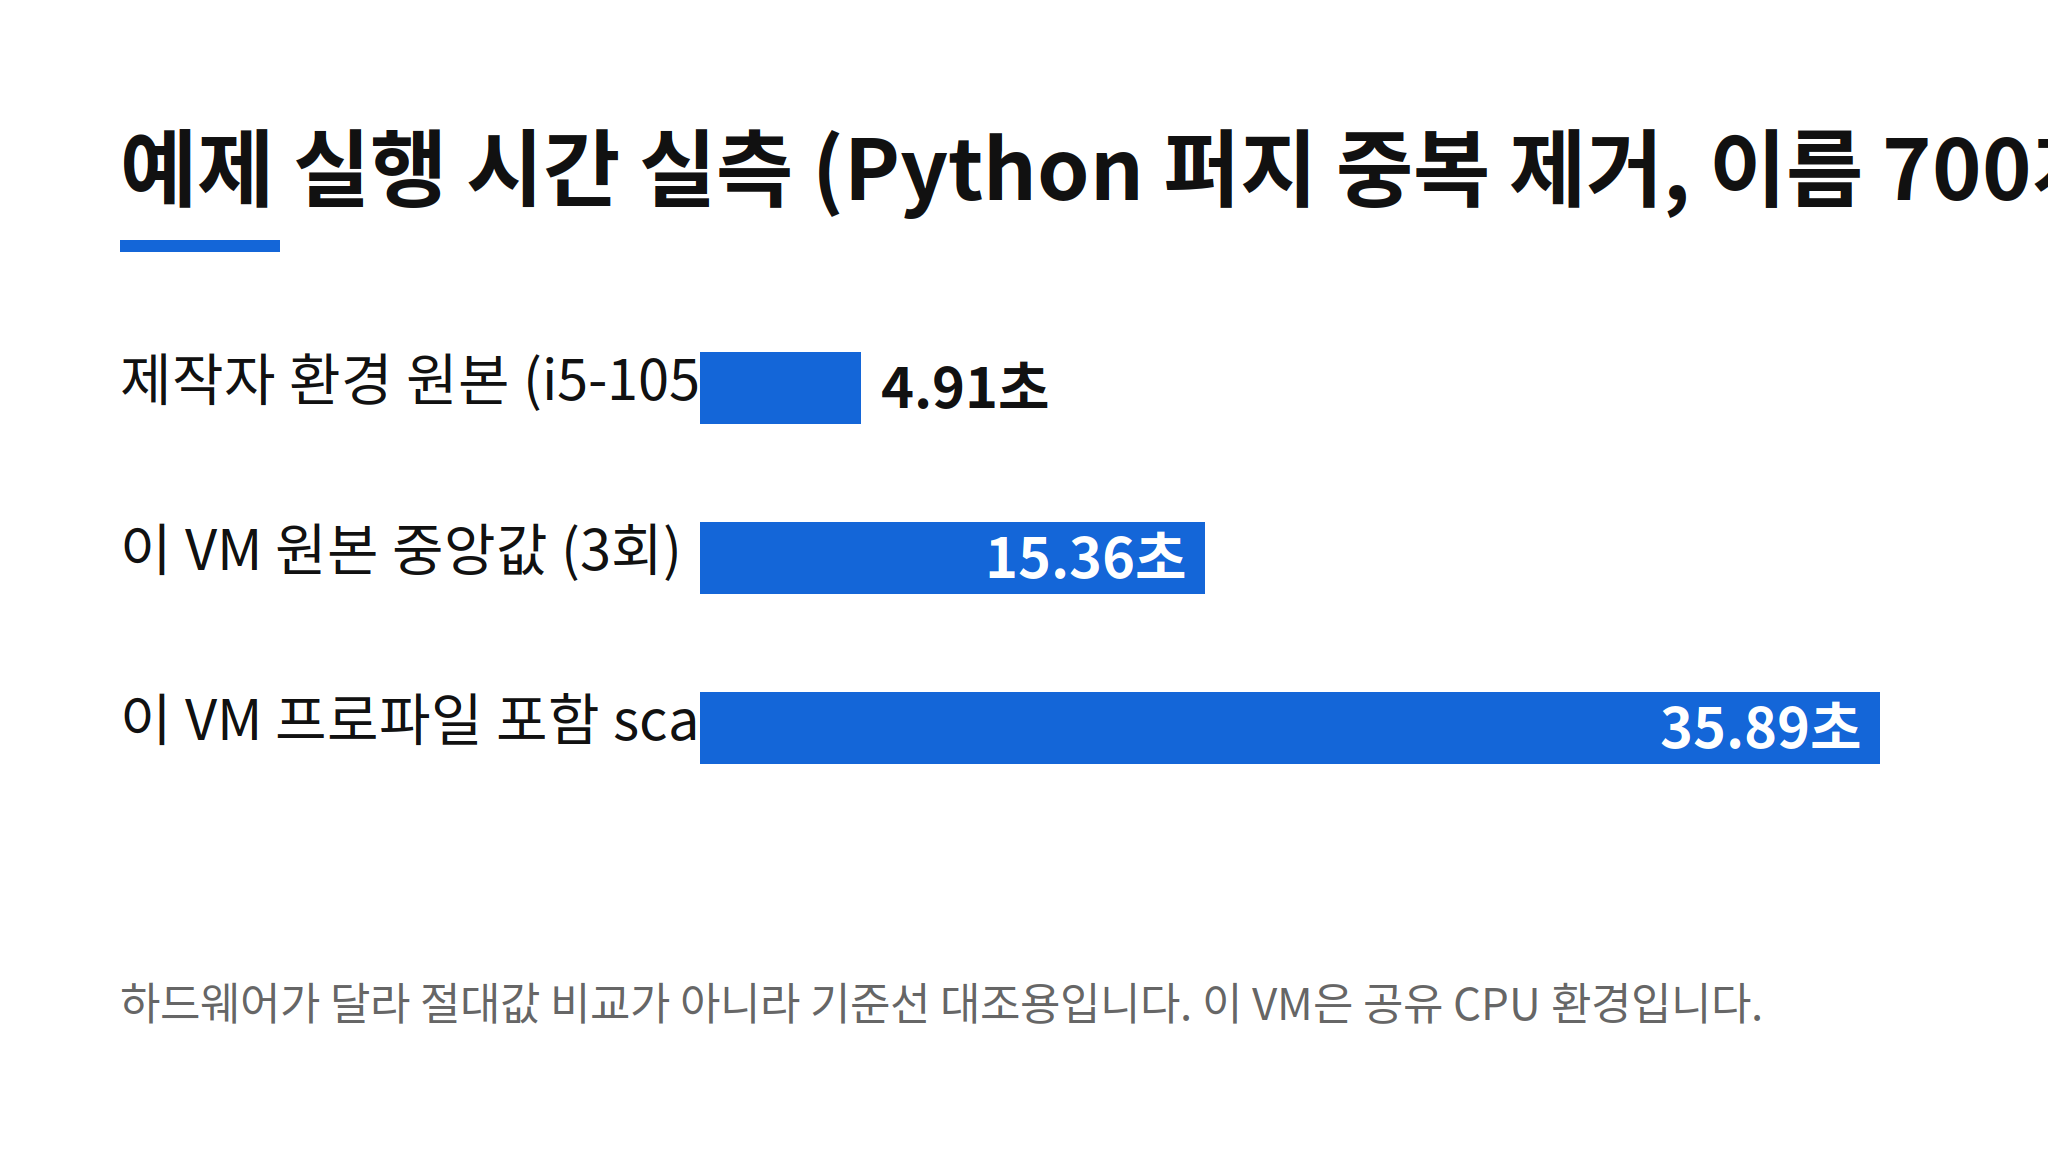 예제 실행 시간 실측 (Python 퍼지 중복 제거, 이름 700
제작자 환경 원본 (i5-105
4.91초
이 VM 원본 중앙값 (3회)
15.36초
이 VM 프로파일 포함 sca
35.89초
하드웨어가 달라 절대값 비교가 아니라 기준선 대조용입니다. 이 VM은 공유 CPU 환경입니다.